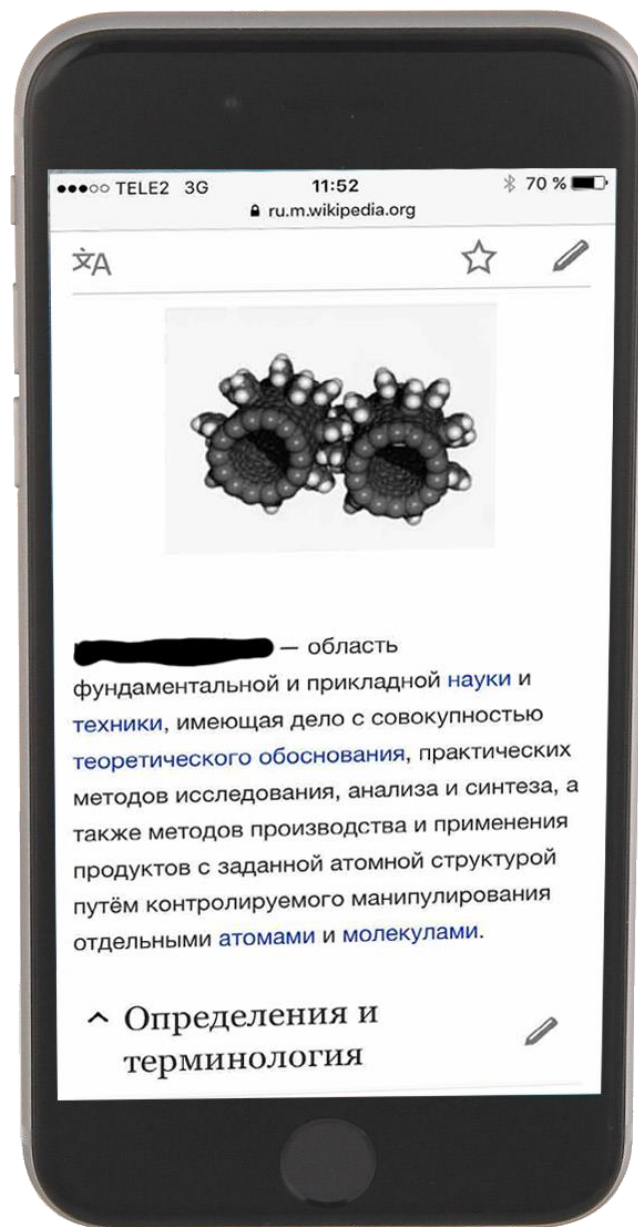 TELE2 3G 11:52 70 %
ru.m.wikipedia.org
文A
— область
фундаментальной и прикладной науки и
техники, имеющая дело с совокупностью
теоретического обоснования, практических
методов исследования, анализа и синтеза, а
также методов производства и применения
продуктов с заданной атомной структурой
путём контролируемого манипулирования
отдельными атомами и молекулами.
Определения и
терминология